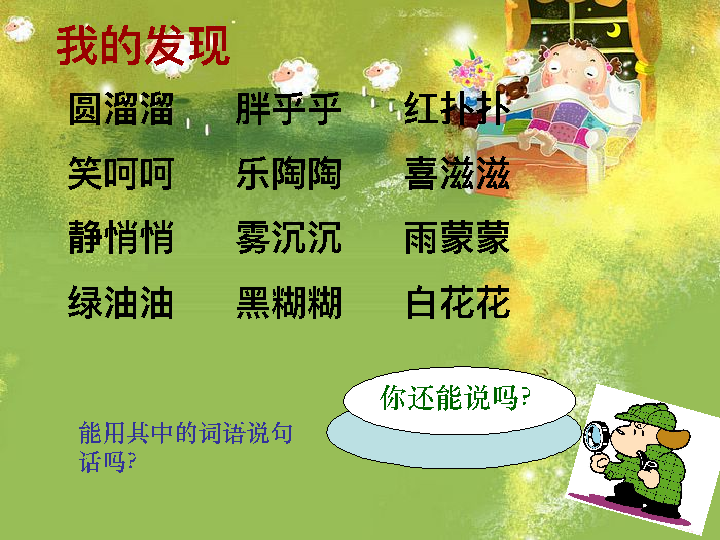 我的发现
圆溜溜 胖乎乎 红扑扑
笑呵呵 乐陶陶 喜滋滋
静悄悄 雾沉沉 雨蒙蒙
绿油油 黑糊糊 白花花
你还能说吗?
能用其中的词语说句
话吗?